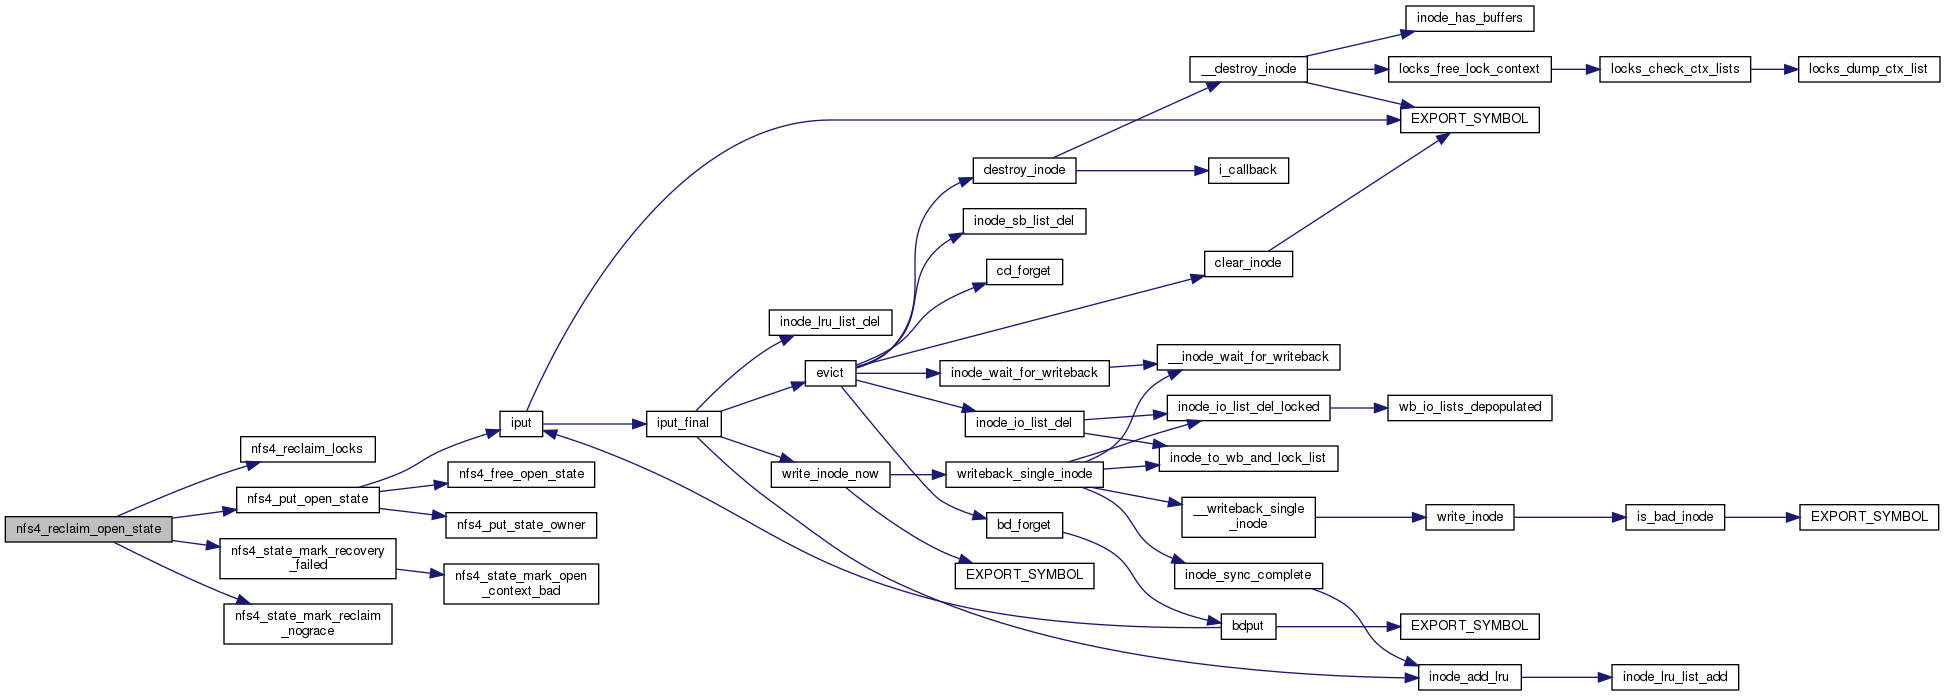 inode_has_buffers
__destroy_inode
locks_free_lock_context
locks_check_ctx_lists
locks_dump_ctx_list
EXPORT_SYMBOL
destroy_inode
i_callback
inode_sb_list_del
clear_inode
cd_forget
inode_lru_list_del
__inode_wait_for_writeback
evict
inode_wait_for_writeback
inode_io_list_del_locked
wb_io_lists_depopulated
iput
iput_final
inode_io_list_del
nfs4_reclaim_locks
inode_to_wb_and_lock_list
nfs4_free_open_state
write_inode_now
writeback_single_inode
nfs4_put_open_state
__writeback_single
_inode
write_inode
is_bad_inode
EXPORT_SYMBOL
nfs4_reclaim_open_state
nfs4_put_state_owner
bd_forget
nfs4_state_mark_recovery
_failed
nfs4_state_mark_open
_context_bad
EXPORT_SYMBOL
inode_sync_complete
nfs4_state_mark_reclaim
_nograce
bdput
EXPORT_SYMBOL
inode_add_lru
inode_lru_list_add